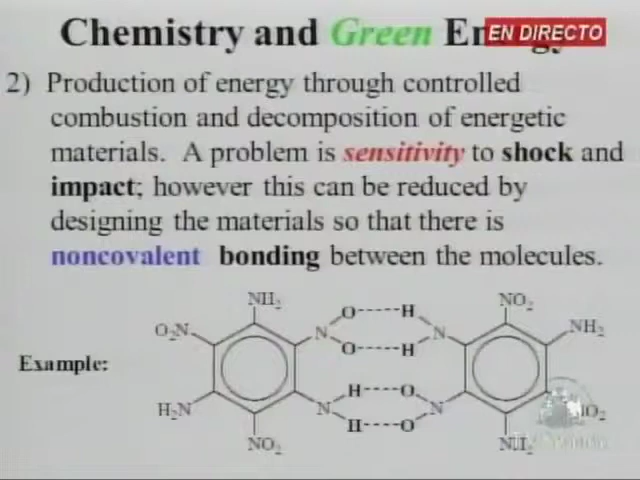 Chemistry and Green
EN DIRECTO
2) Production of energy through controlled
combustion and decomposition of energetic
materials. A problem is sensitivity to shock and
impact; however this can be reduced by
designing the materials so that there is
noncovalent bonding between the molecules.
NH₂ NO₂
O₂N N O H N NH₂
O H
Example:
H₂N N H O N
H O
NO₂